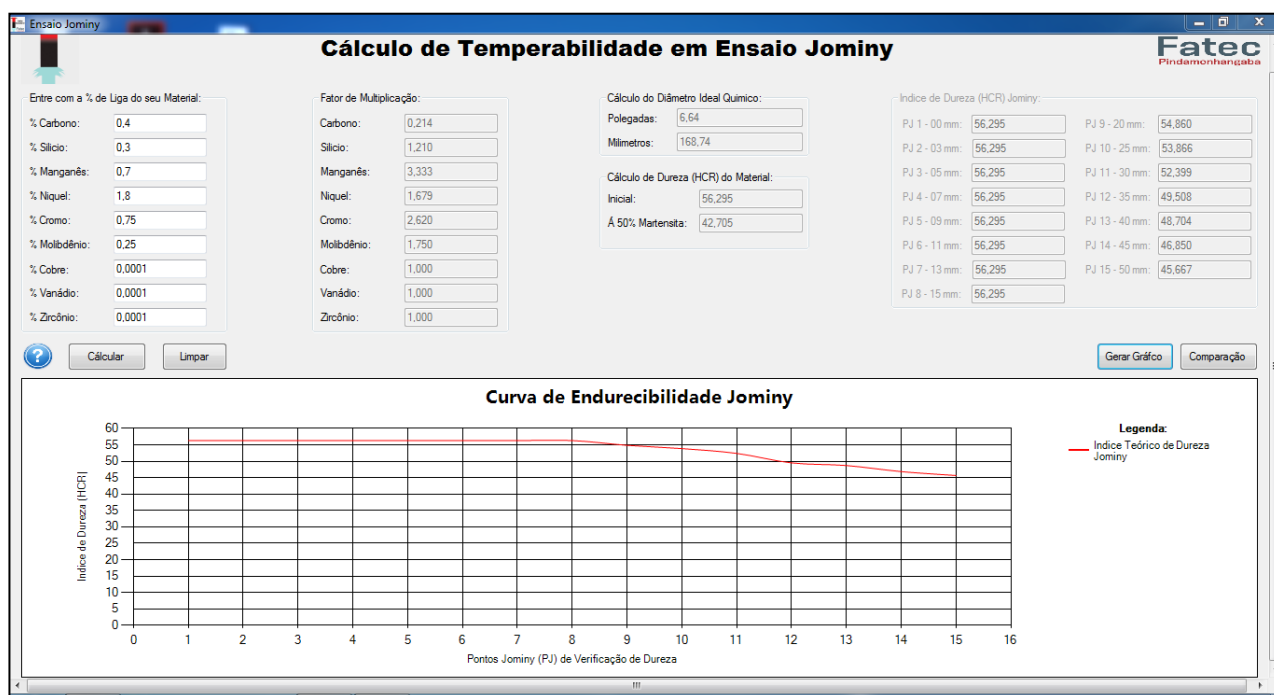 Ensaio Jominy
Cálculo de Temperabilidade em Ensaio Jominy
Fatec
Pindamonhangaba
Entre com a % de Liga do seu Material:
% Carbono: 0,4
% Silicio: 0,3
% Manganês: 0,7
% Niquel: 1,8
% Cromo: 0,75
% Molibdênio: 0,25
% Cobre: 0,0001
% Vanádio: 0,0001
% Zircônio: 0,0001
Fator de Multiplicação:
Carbono: 0,214
Silicio: 1,210
Manganês: 3,333
Niquel: 1,679
Cromo: 2,620
Molibdênio: 1,750
Cobre: 1,000
Vanádio: 1,000
Zircônio: 1,000
Cálculo do Diâmetro Ideal Quimico:
Polegadas: 6,64
Milimetros: 168,74
Cálculo de Dureza (HCR) do Material:
Inicial: 56,295
Á 50% Martensita: 42,705
Indice de Dureza (HCR) Jominy:
PJ 1 - 00 mm: 56,295
PJ 2 - 03 mm: 56,295
PJ 3 - 05 mm: 56,295
PJ 4 - 07 mm: 56,295
PJ 5 - 09 mm: 56,295
PJ 6 - 11 mm: 56,295
PJ 7 - 13 mm: 56,295
PJ 8 - 15 mm: 56,295
PJ 9 - 20 mm: 54,860
PJ 10 - 25 mm: 53,866
PJ 11 - 30 mm: 52,399
PJ 12 - 35 mm: 49,508
PJ 13 - 40 mm: 48,704
PJ 14 - 45 mm: 46,850
PJ 15 - 50 mm: 45,667
? Cálcular Limpar
Gerar Gráfco Comparação
Curva de Endurecibilidade Jominy
Indice de Dureza (HCR)
60
55
50
45
40
35
30
25
20
15
10
5
0
0 1 2 3 4 5 6 7 8 9 10 11 12 13 14 15 16
Pontos Jominy (PJ) de Verificação de Dureza
Legenda:
Indice Teórico de Dureza
Jominy